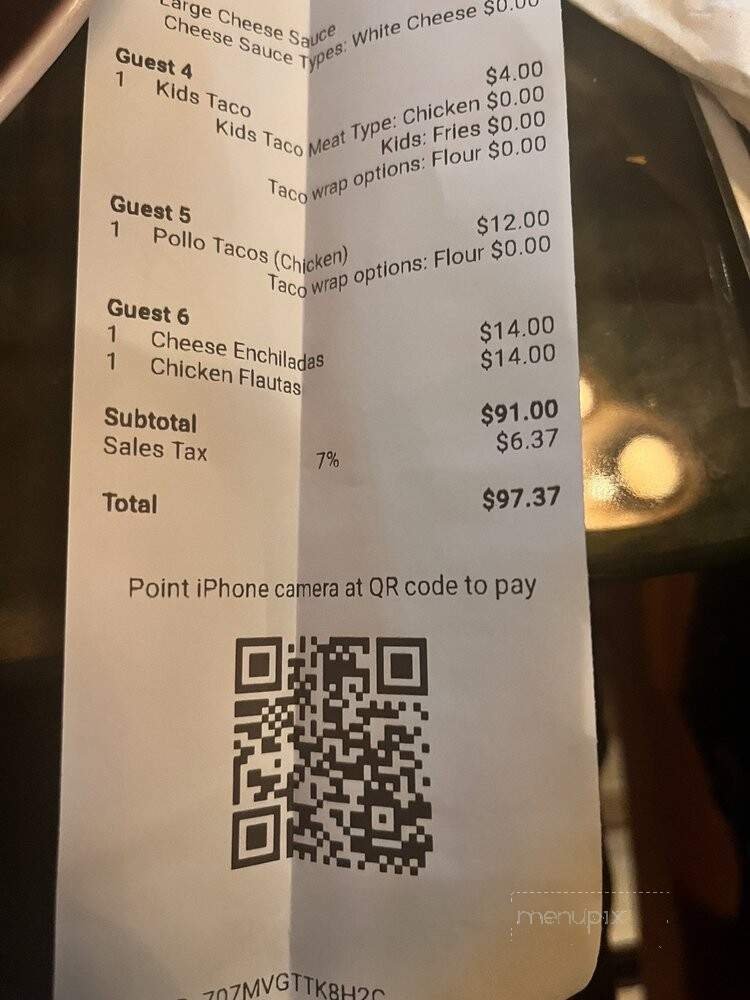 Large Cheese Sauce
Cheese Sauce Types: White Cheese $0.00
Guest 4
1 Kids Taco $4.00
Kids Taco Meat Type: Chicken $0.00
Kids: Fries $0.00
Taco wrap options: Flour $0.00
Guest 5
1 Pollo Tacos (Chicken) $12.00
Taco wrap options: Flour $0.00
Guest 6
1 Cheese Enchiladas $14.00
1 Chicken Flautas $14.00
Subtotal $91.00
Sales Tax 7% $6.37
Total $97.37
Point iPhone camera at QR code to pay
menupix
707MVGTTK8H2C